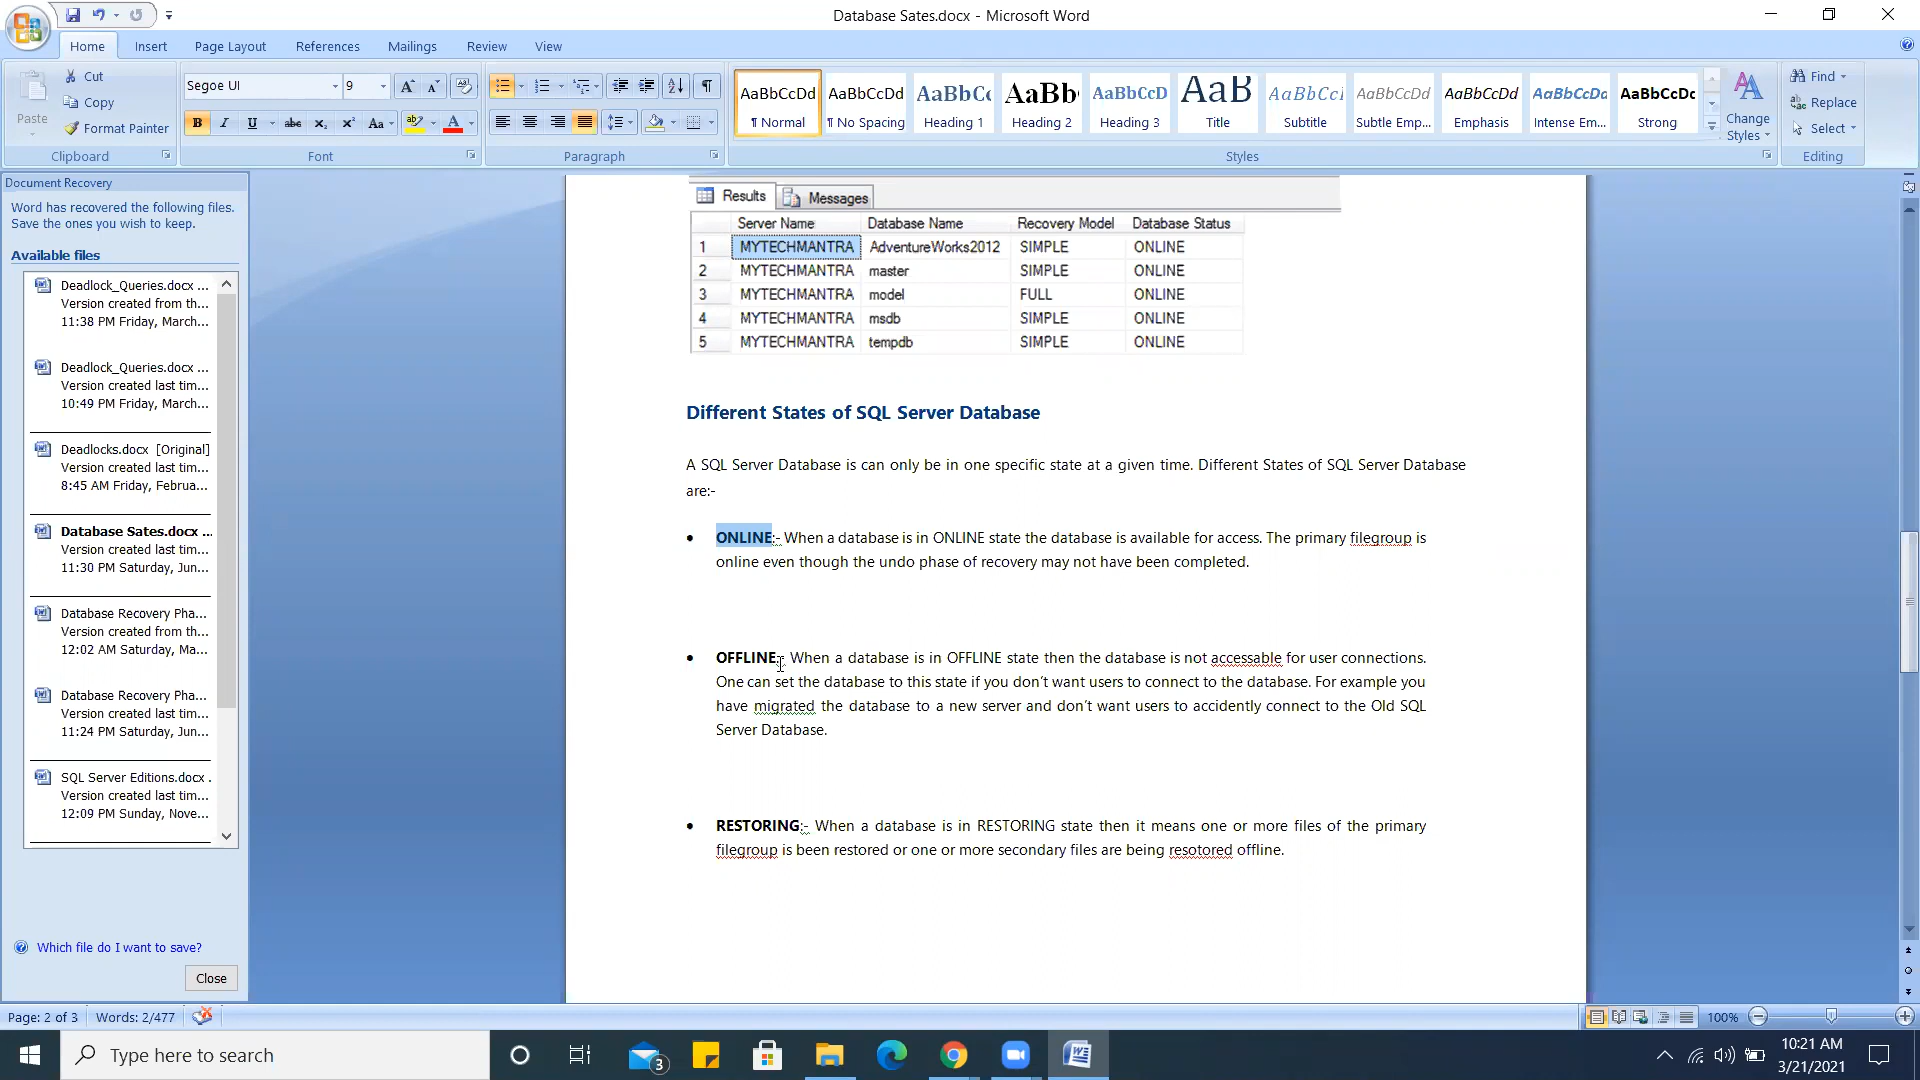 Database Sates.docx - Microsoft Word
Home Insert Page Layout References Mailings Review View
Paste
Cut
Copy
Format Painter
Clipboard
Segoe UI 9
Font
Paragraph
AaBbCcDd AaBbCcDd AaBbCc AaBb AaBbCcD AaB AaBbCcl AaBbCcDd AaBbCcDd AaBbCcDd AaBbCcDc
¶ Normal ¶ No Spacing Heading 1 Heading 2 Heading 3 Title Subtitle Subtle Emp... Emphasis Intense Em... Strong
Change Styles
Styles
Find
Replace
Select
Editing
Document Recovery
Word has recovered the following files.
Save the ones you wish to keep.
Available files
Deadlock_Queries.docx ...
Version created from th...
11:38 PM Friday, March...
Deadlock_Queries.docx ...
Version created last tim...
10:49 PM Friday, March...
Deadlocks.docx [Original]
Version created last tim...
8:45 AM Friday, Februa...
Database Sates.docx ...
Version created last tim...
11:30 PM Saturday, Jun...
Database Recovery Pha...
Version created from th...
12:02 AM Saturday, Ma...
Database Recovery Pha...
Version created last tim...
11:24 PM Saturday, Jun...
SQL Server Editions.docx .
Version created last tim...
12:09 PM Sunday, Nove...
Which file do I want to save?
Close
Results Messages
Server Name Database Name Recovery Model Database Status
1 MYTECHMANTRA AdventureWorks2012 SIMPLE ONLINE
2 MYTECHMANTRA master SIMPLE ONLINE
3 MYTECHMANTRA model FULL ONLINE
4 MYTECHMANTRA msdb SIMPLE ONLINE
5 MYTECHMANTRA tempdb SIMPLE ONLINE
Different States of SQL Server Database
A SQL Server Database is can only be in one specific state at a given time. Different States of SQL Server Database
are:-
• ONLINE:- When a database is in ONLINE state the database is available for access. The primary filegroup is
online even though the undo phase of recovery may not have been completed.
• OFFLINE:- When a database is in OFFLINE state then the database is not accessable for user connections.
One can set the database to this state if you don't want users to connect to the database. For example you
have migrated the database to a new server and don't want users to accidently connect to the Old SQL
Server Database.
• RESTORING:- When a database is in RESTORING state then it means one or more files of the primary
filegroup is been restored or one or more secondary files are being resotored offline.
Page: 2 of 3 Words: 2/477
100%
Type here to search
3
10:21 AM
3/21/2021